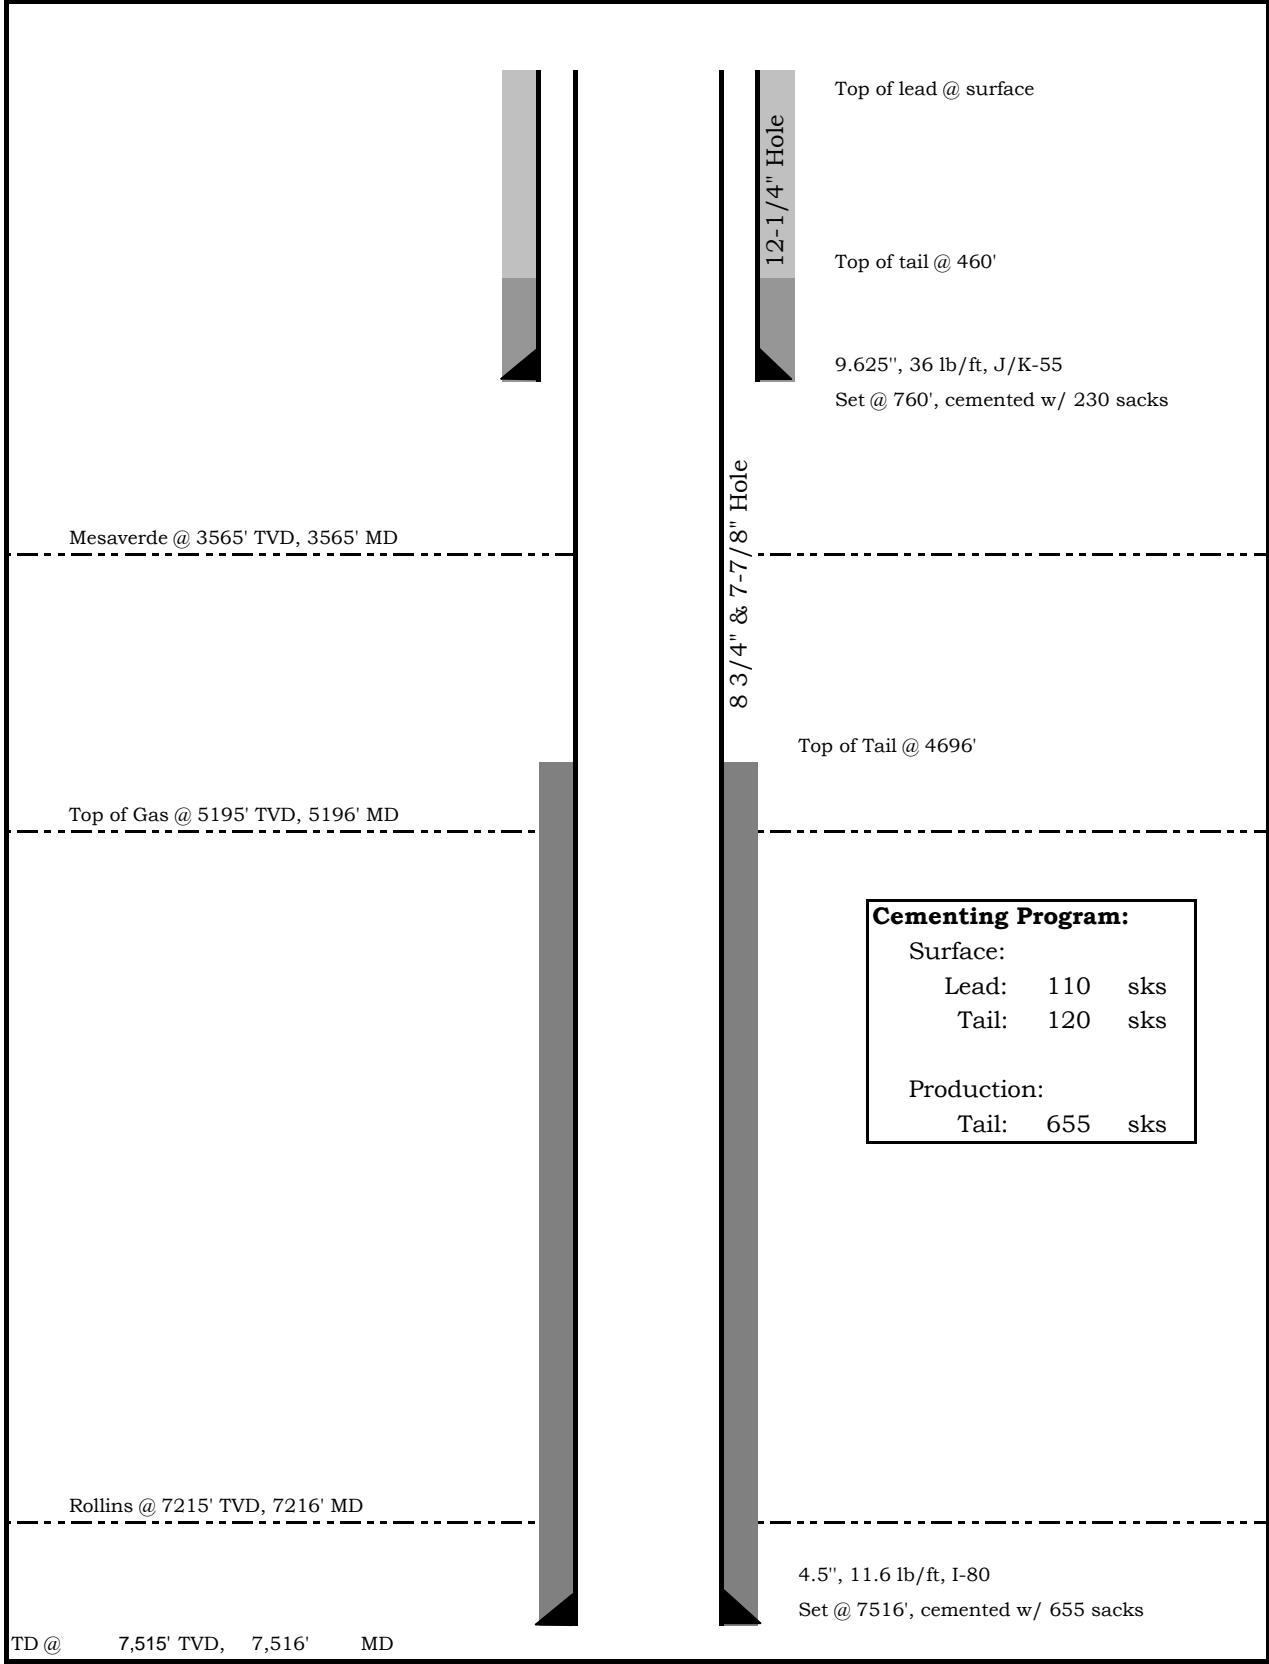 Top of lead @ surface
12-1/4" Hole
Top of tail @ 460'
9.625", 36 lb/ft, J/K-55
Set @ 760', cemented w/ 230 sacks
8 3/4" & 7-7/8" Hole
Mesaverde @ 3565' TVD, 3565' MD
Top of Tail @ 4696'
Top of Gas @ 5195' TVD, 5196' MD
Cementing Program:
Surface:
Lead: 110 sks
Tail: 120 sks
Production:
Tail: 655 sks
Rollins @ 7215' TVD, 7216' MD
4.5", 11.6 lb/ft, I-80
Set @ 7516', cemented w/ 655 sacks
TD @ 7,515' TVD, 7,516' MD